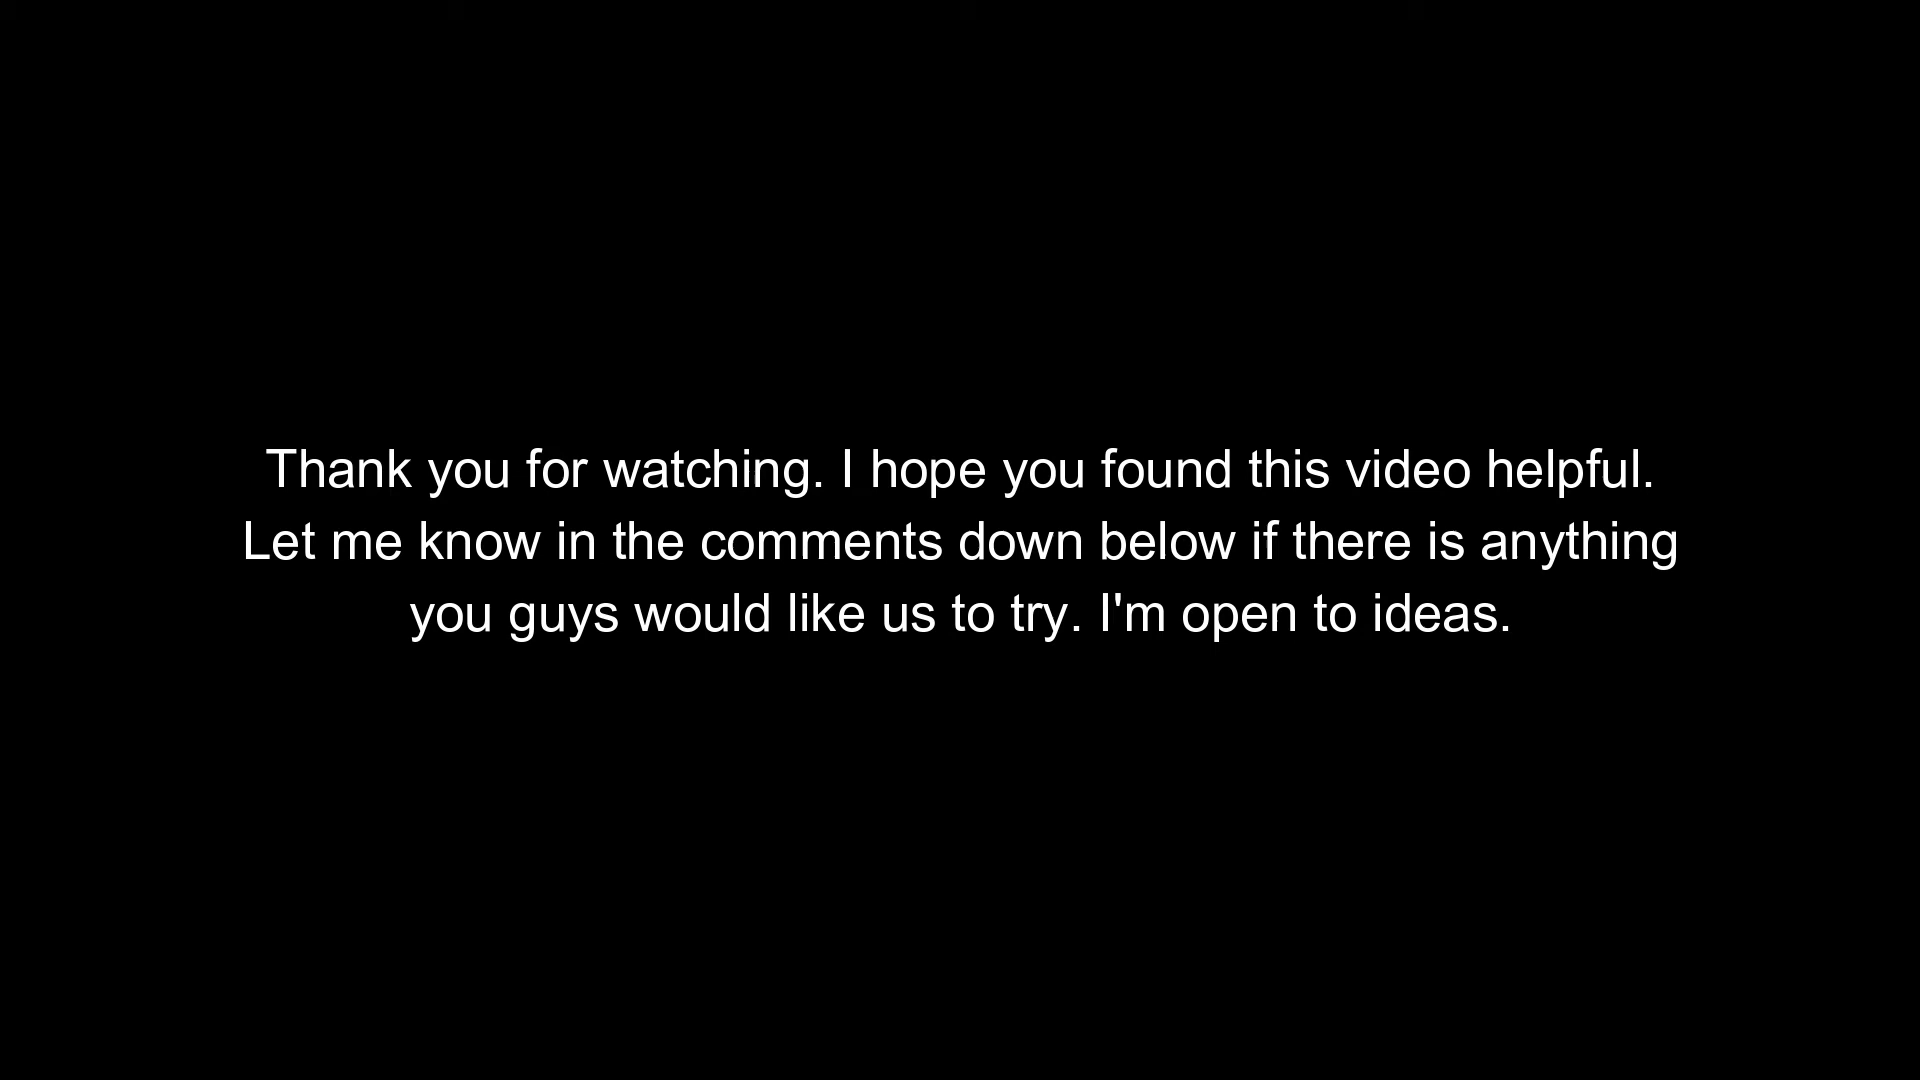 Thank you for watching. I hope you found this video helpful.
Let me know in the comments down below if there is anything
you guys would like us to try. I'm open to ideas.